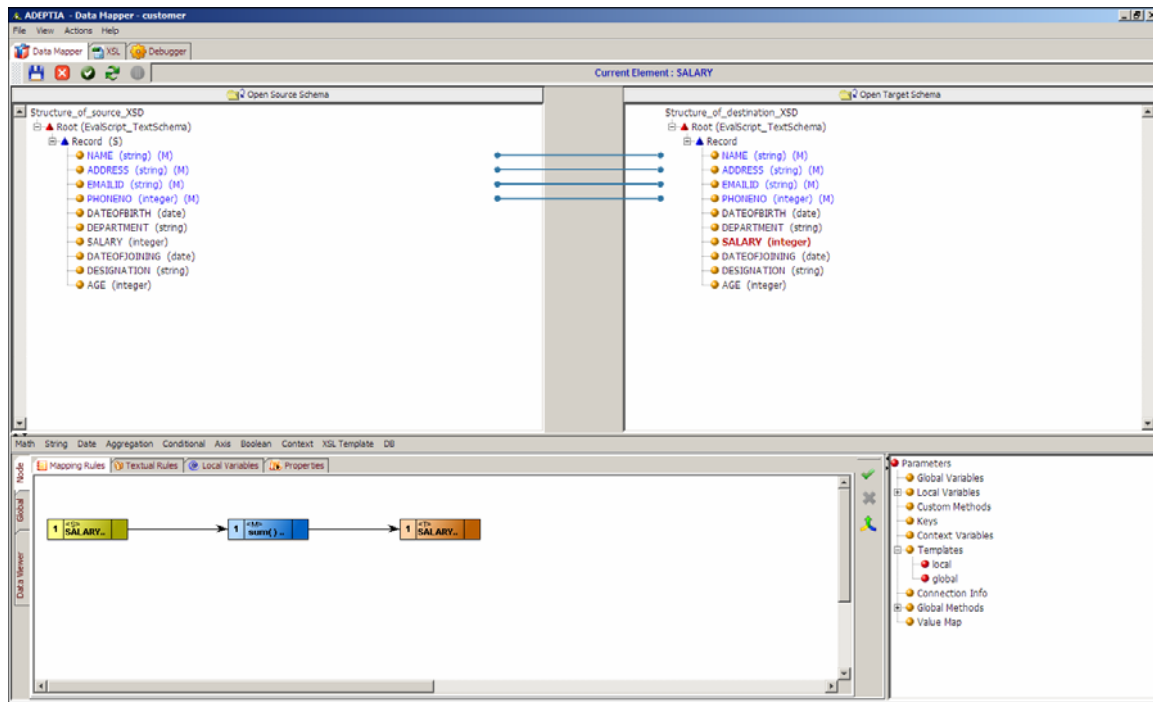 ADEPTIA - Data Mapper - customer
File View Actions Help
Data Mapper XSL Debugger
Current Element : SALARY
Open Source Schema
Open Target Schema
Structure_of_source_XSD
Root (EvalScript_TextSchema)
Record (S)
NAME (string) (M)
ADDRESS (string) (M)
EMAILID (string) (M)
PHONENO (integer) (M)
DATEOFBIRTH (date)
DEPARTMENT (string)
SALARY (integer)
DATEOFJOINING (date)
DESIGNATION (string)
AGE (integer)
Structure_of_destination_XSD
Root (EvalScript_TextSchema)
Record
NAME (string) (M)
ADDRESS (string) (M)
EMAILID (string) (M)
PHONENO (integer) (M)
DATEOFBIRTH (date)
DEPARTMENT (string)
SALARY (integer)
DATEOFJOINING (date)
DESIGNATION (string)
AGE (integer)
Math String Date Aggregation Conditional Axis Boolean Context XSL Template DB
Node
Global
Data Viewer
Mapping Rules Textual Rules Local Variables Properties
1 <S> SALARY..
1 <M> sum() ..
1 <T> SALARY..
Parameters
Global Variables
Local Variables
Custom Methods
Keys
Context Variables
Templates
local
global
Connection Info
Global Methods
Value Map